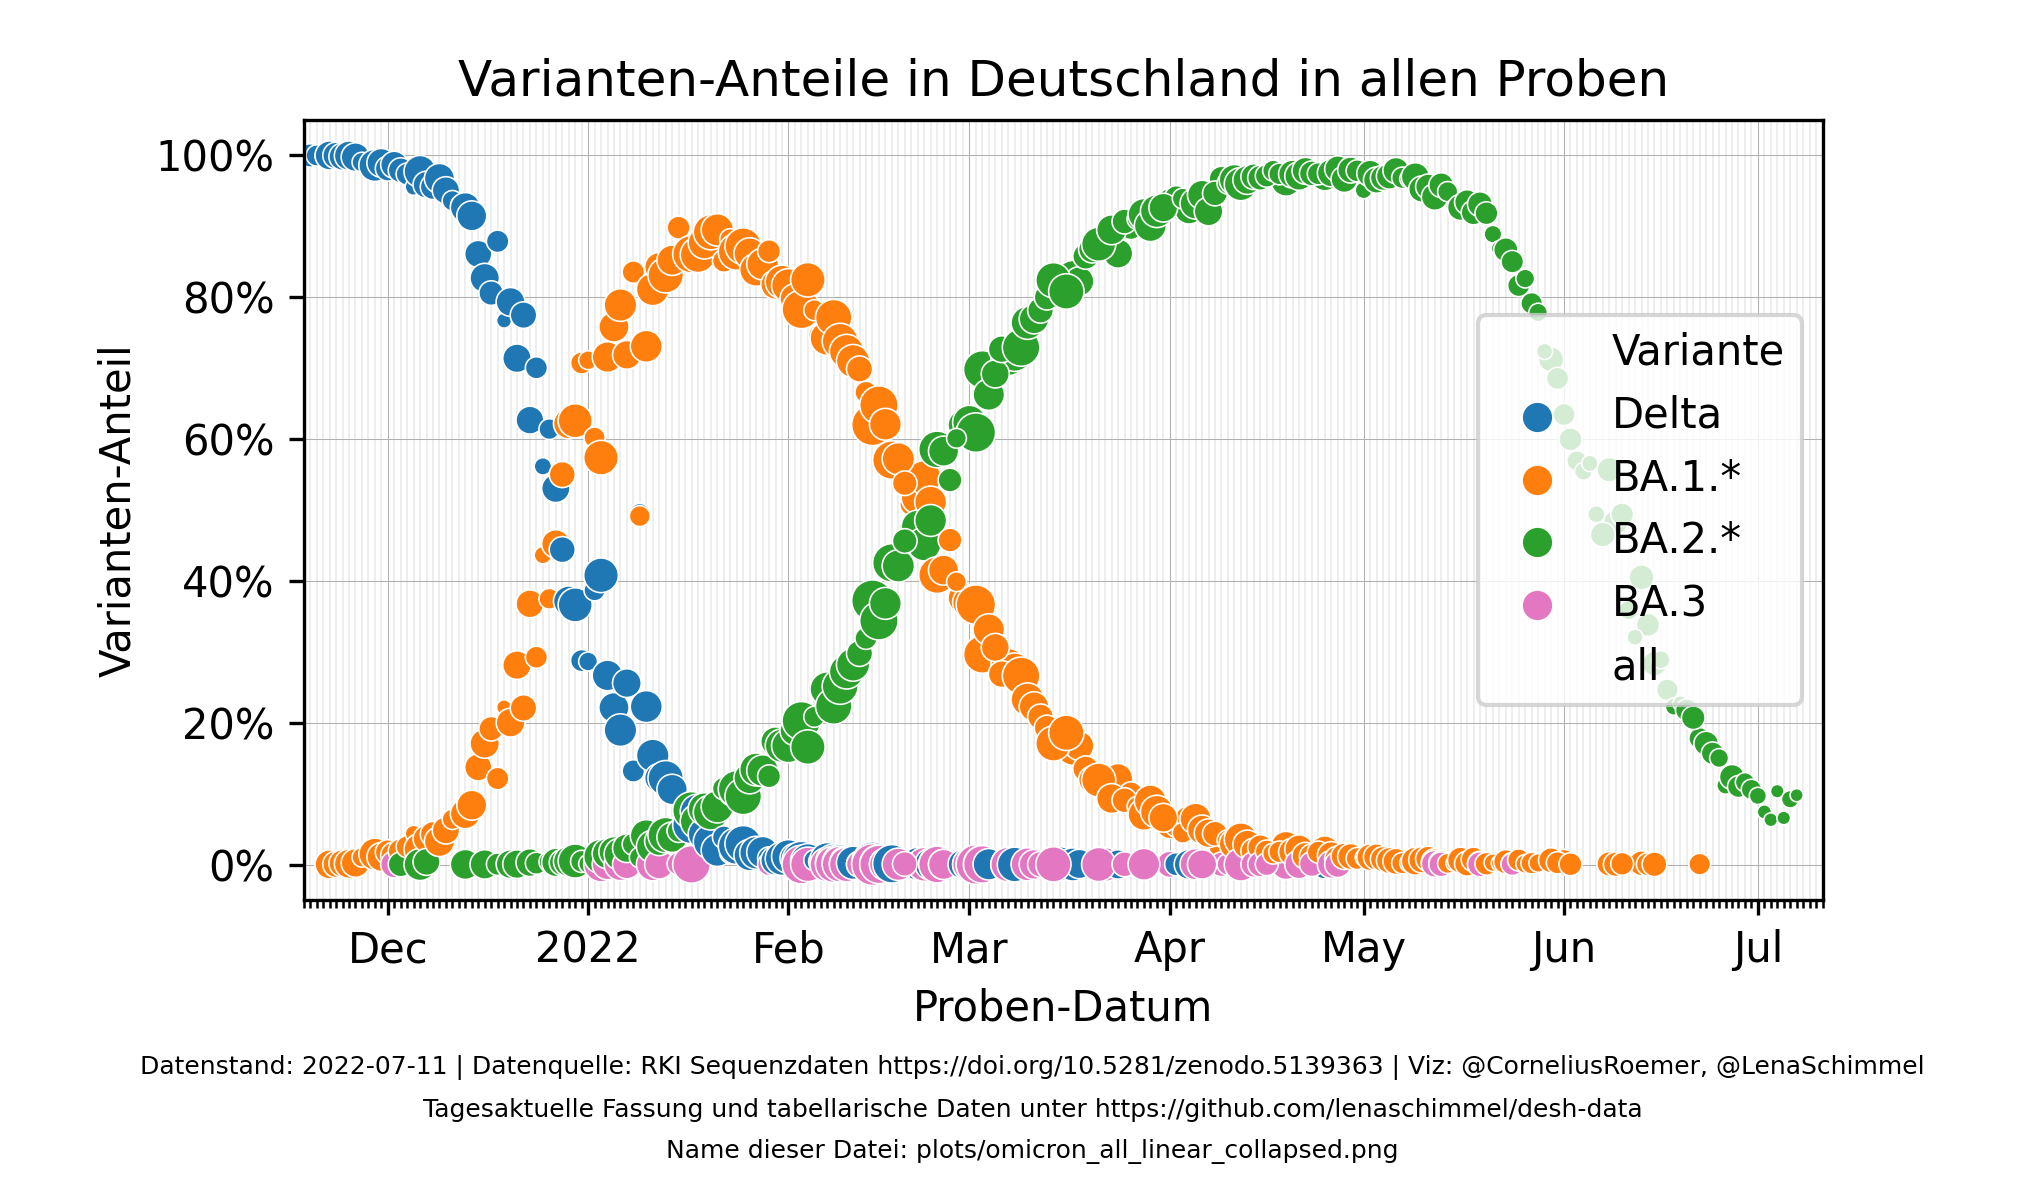 Varianten-Anteile in Deutschland in allen Proben
100%
80%
60%
40%
20%
0%
Varianten-Anteil
Variante
Delta
BA.1.*
BA.2.*
BA.3
all
Dec 2022 Feb Mar Apr May Jun Jul
Proben-Datum
Datenstand: 2022-07-11 | Datenquelle: RKI Sequenzdaten https://doi.org/10.5281/zenodo.5139363 | Viz: @CorneliusRoemer, @LenaSchimmel
Tagesaktuelle Fassung und tabellarische Daten unter https://github.com/lenaschimmel/desh-data
Name dieser Datei: plots/omicron_all_linear_collapsed.png